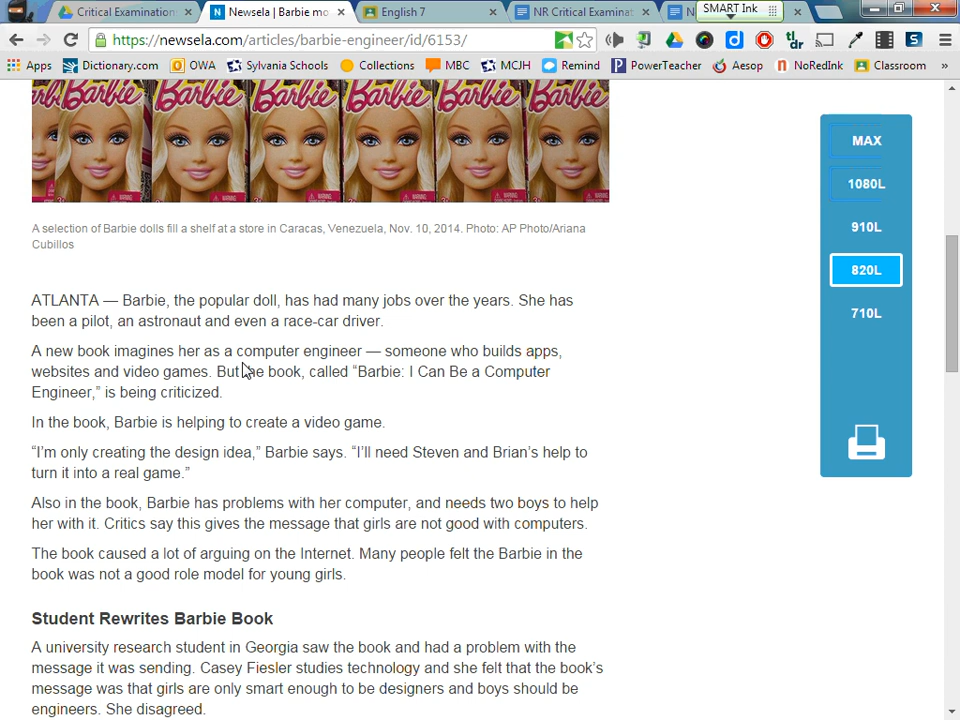 Critical Examination
Newsela | Barbie mo
English 7
NR Critical Examinat
N
SMART Ink
https://newsela.com/articles/barbie-engineer/id/6153/
tl;dr
Apps
Dictionary.com
OWA
Sylvania Schools
Collections
MBC
MCJH
Remind
PowerTeacher
Aesop
NoRedInk
Classroom
»
Barbie Barbie Barbie Barbie Barbie Barbie
A selection of Barbie dolls fill a shelf at a store in Caracas, Venezuela, Nov. 10, 2014. Photo: AP Photo/Ariana
Cubillos
ATLANTA — Barbie, the popular doll, has had many jobs over the years. She has
been a pilot, an astronaut and even a race-car driver.
A new book imagines her as a computer engineer — someone who builds apps,
websites and video games. But the book, called “Barbie: I Can Be a Computer
Engineer,” is being criticized.
In the book, Barbie is helping to create a video game.
“I’m only creating the design idea,” Barbie says. “I’ll need Steven and Brian’s help to
turn it into a real game.”
Also in the book, Barbie has problems with her computer, and needs two boys to help
her with it. Critics say this gives the message that girls are not good with computers.
The book caused a lot of arguing on the Internet. Many people felt the Barbie in the
book was not a good role model for young girls.
Student Rewrites Barbie Book
A university research student in Georgia saw the book and had a problem with the
message it was sending. Casey Fiesler studies technology and she felt that the book’s
message was that girls are only smart enough to be designers and boys should be
engineers. She disagreed.
MAX
1080L
910L
820L
710L